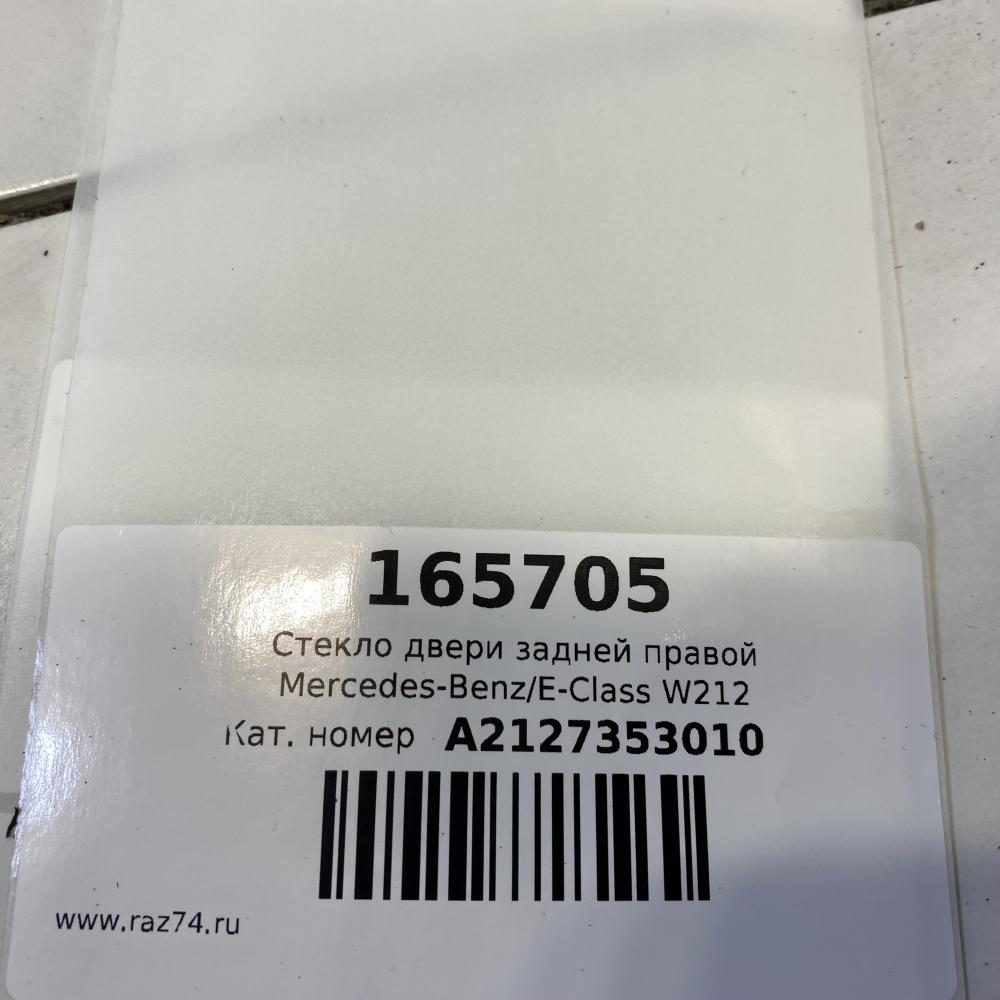 165705
Стекло двери задней правой
Mercedes-Benz/E-Class W212
Кат. номер A2127353010
www.raz74.ru